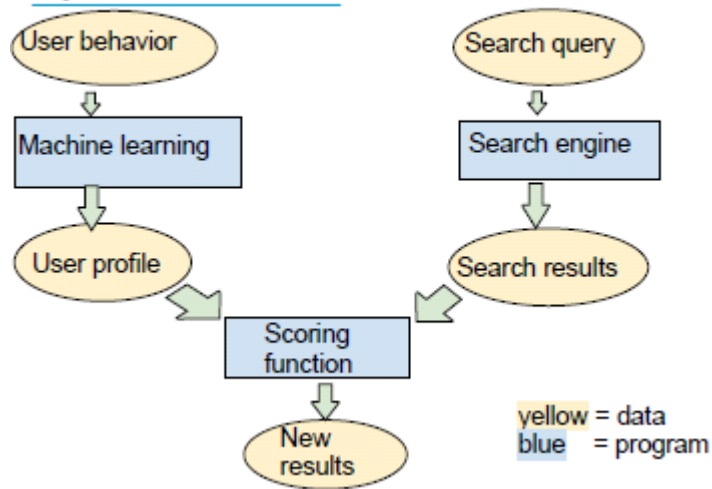 User behavior
Search query
Machine learning
Search engine
User profile
Search results
Scoring
function
New
results
yellow = data
blue = program